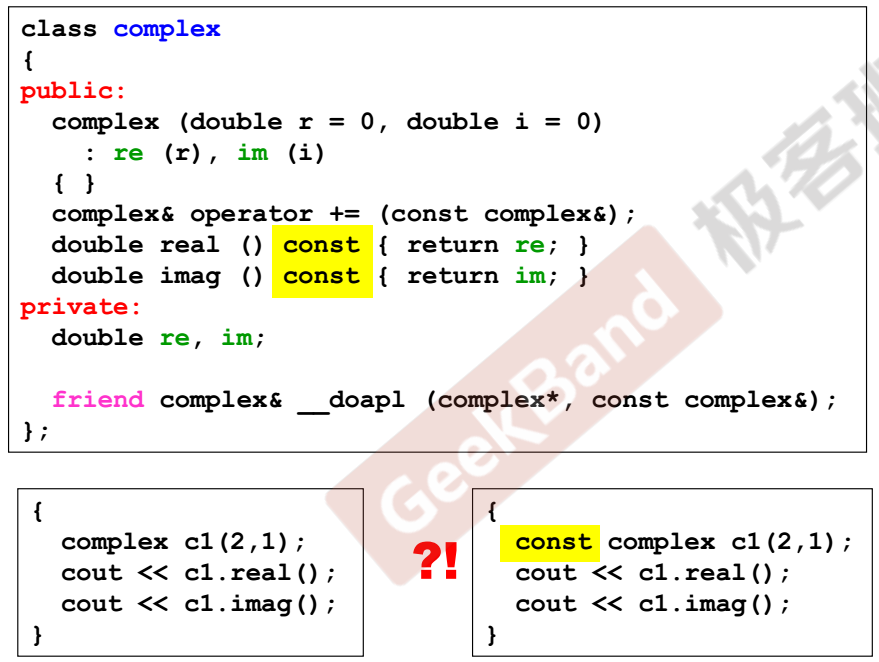 class complex
{
public:
  complex (double r = 0, double i = 0)
    : re (r), im (i)
  { }
  complex& operator += (const complex&);
  double real () const { return re; }
  double imag () const { return im; }
private:
  double re, im;

  friend complex& __doapl (complex*, const complex&);
};
{
  complex c1(2,1);
  cout << c1.real();
  cout << c1.imag();
}
?!
{
  const complex c1(2,1);
  cout << c1.real();
  cout << c1.imag();
}
GeekBand
极客